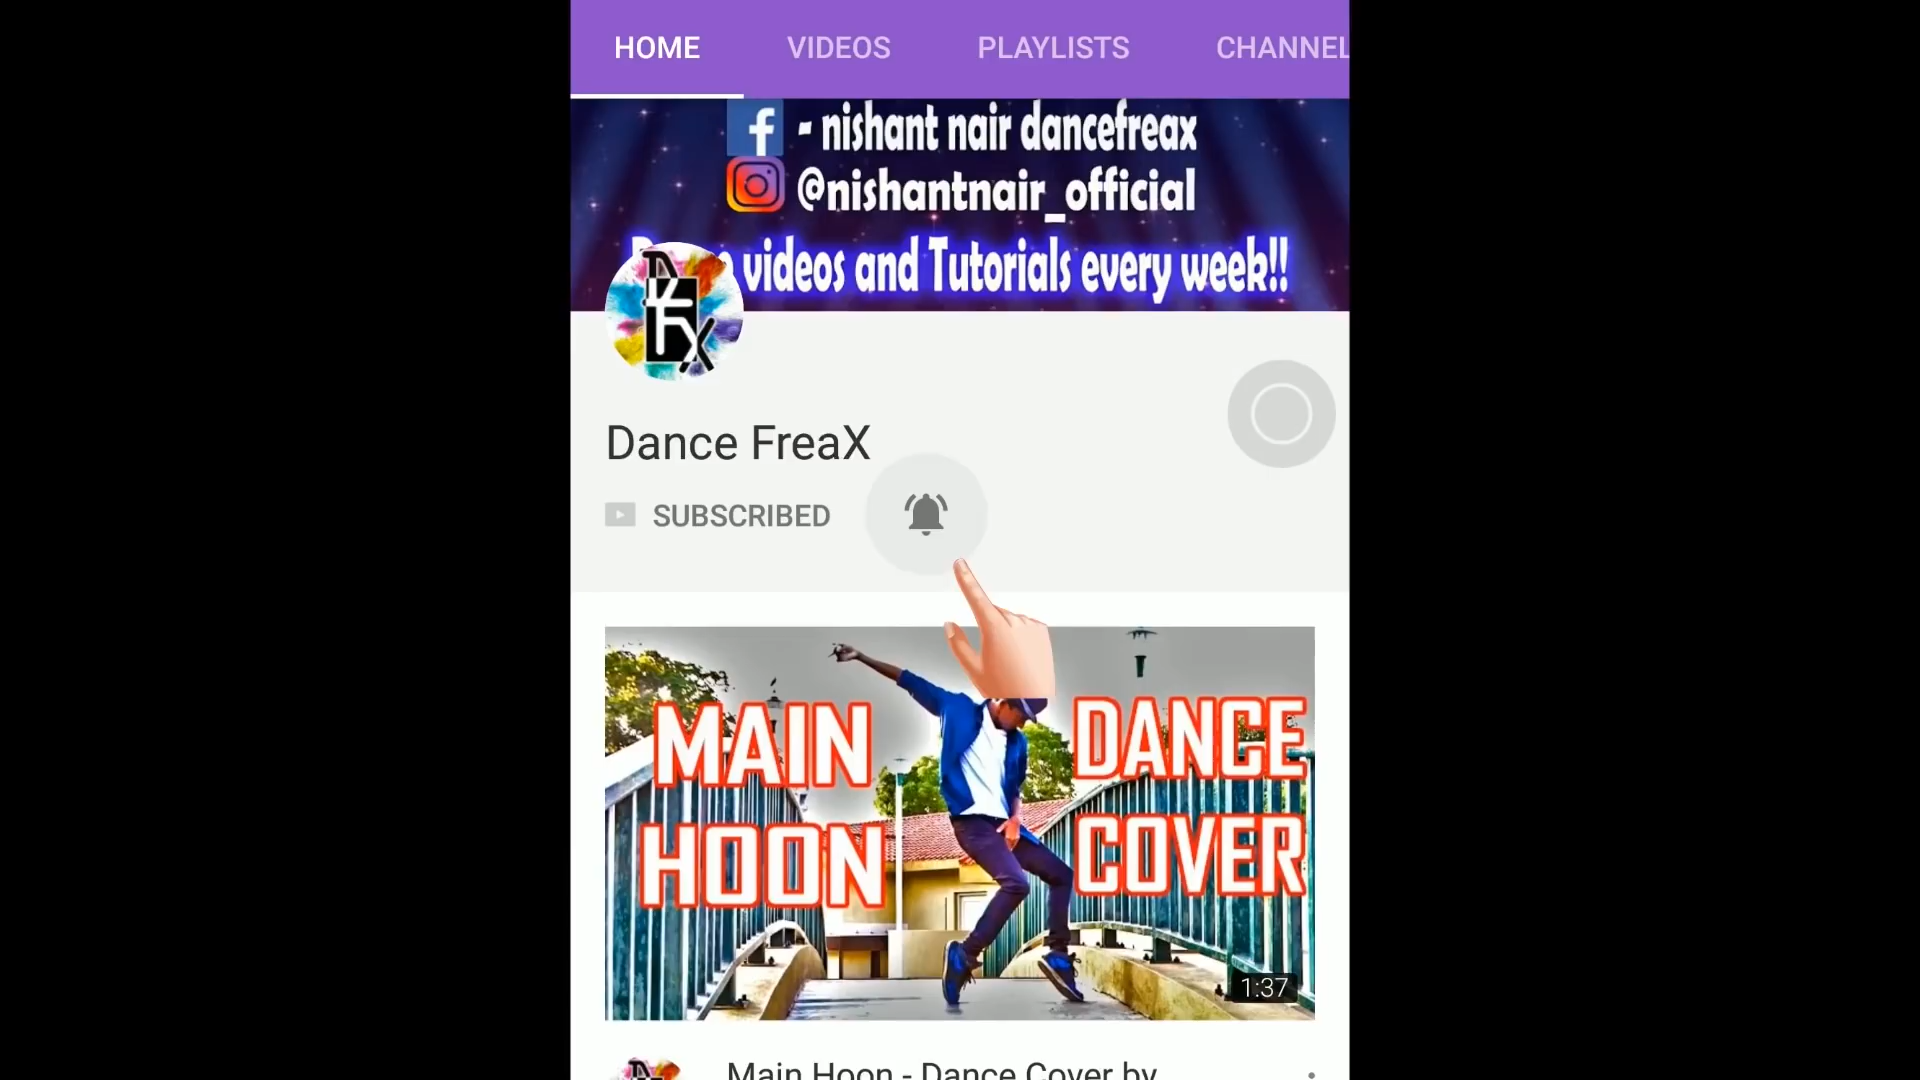 HOME VIDEOS PLAYLISTS CHANNEL
f - nishant nair dancefreax
@nishantnair_official
videos and Tutorials every week!!
Dance FreaX
SUBSCRIBED
MAIN DANCE
HOON COVER
1:37
Main Hoon - Dance Cover by